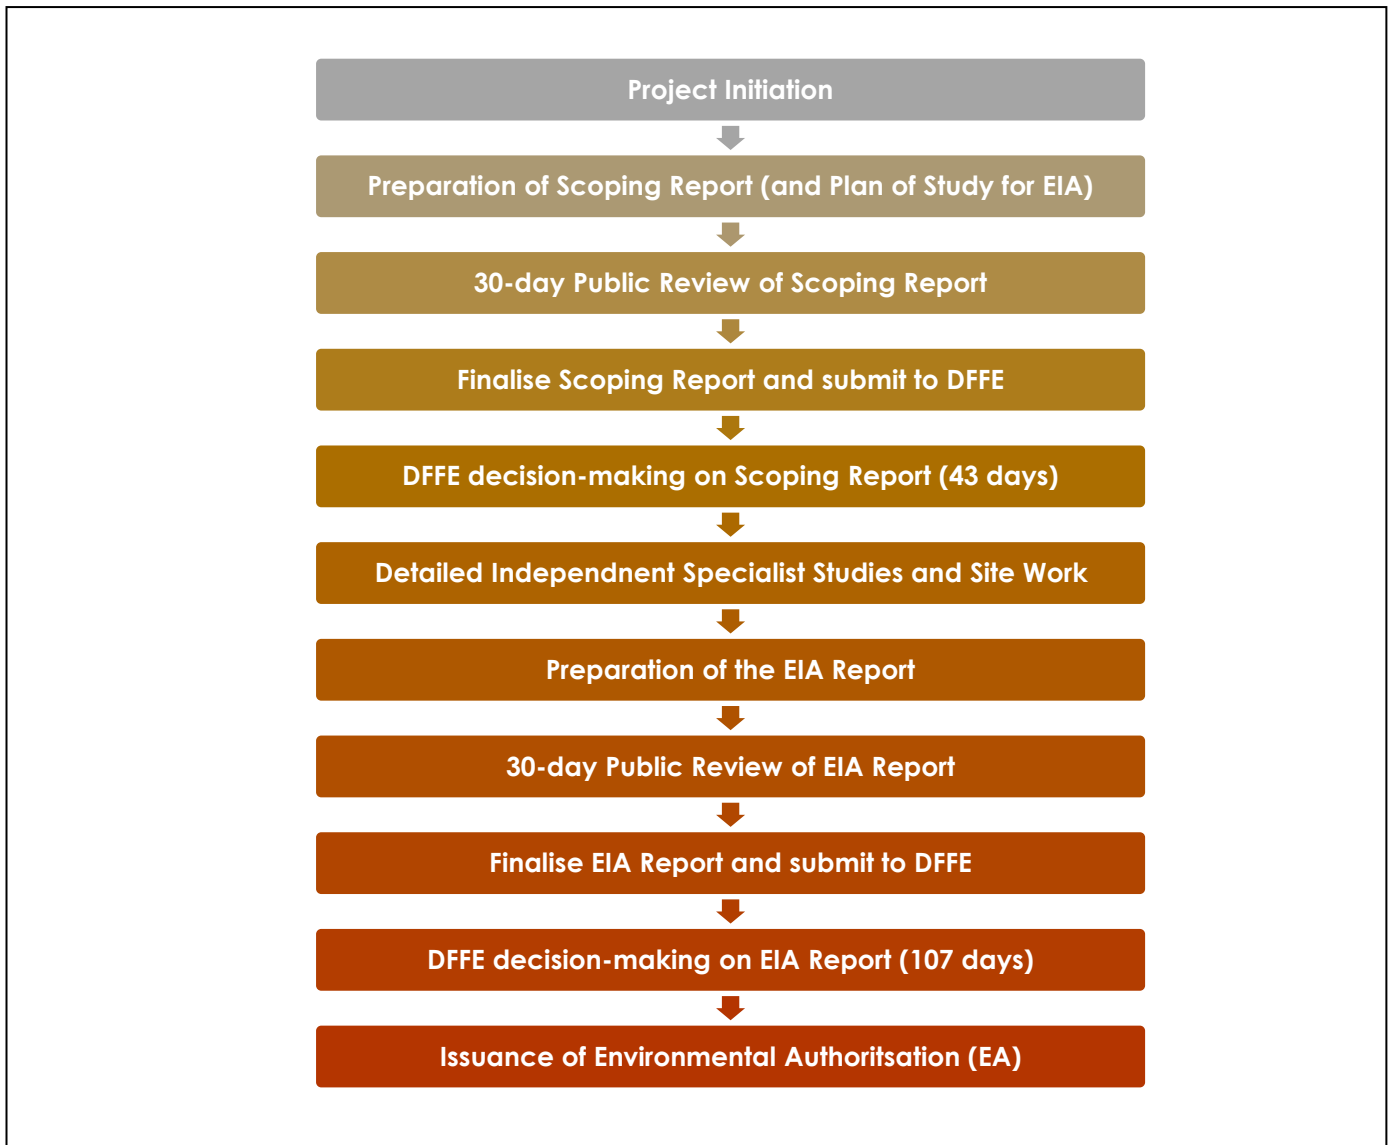 Project Initiation
Preparation of Scoping Report (and Plan of Study for EIA)
30-day Public Review of Scoping Report
Finalise Scoping Report and submit to DFFE
DFFE decision-making on Scoping Report (43 days)
Detailed Independnent Specialist Studies and Site Work
Preparation of the EIA Report
30-day Public Review of EIA Report
Finalise EIA Report and submit to DFFE
DFFE decision-making on EIA Report (107 days)
Issuance of Environmental Authoritsation (EA)